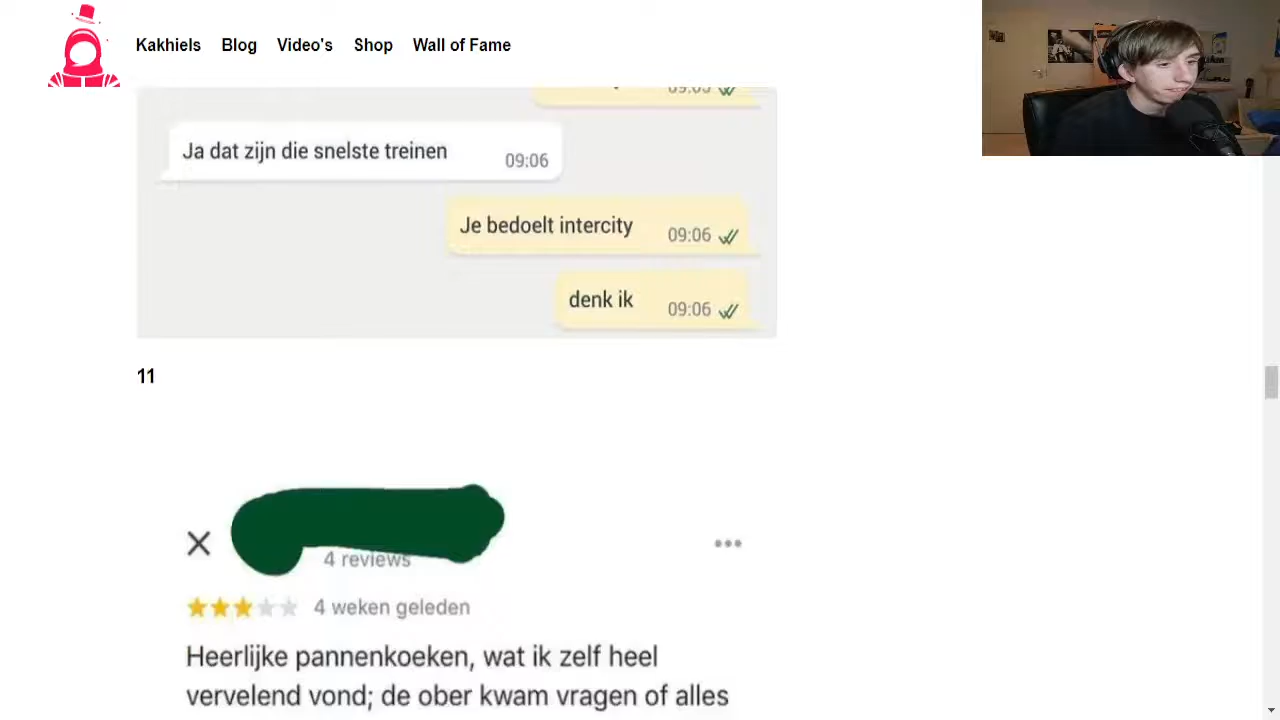 Kakhiels Blog Video's Shop Wall of Fame
Ja dat zijn die snelste treinen 09:06
Je bedoelt intercity 09:06
denk ik 09:06
11
4 reviews
4 weken geleden
Heerlijke pannenkoeken, wat ik zelf heel
vervelend vond; de ober kwam vragen of alles